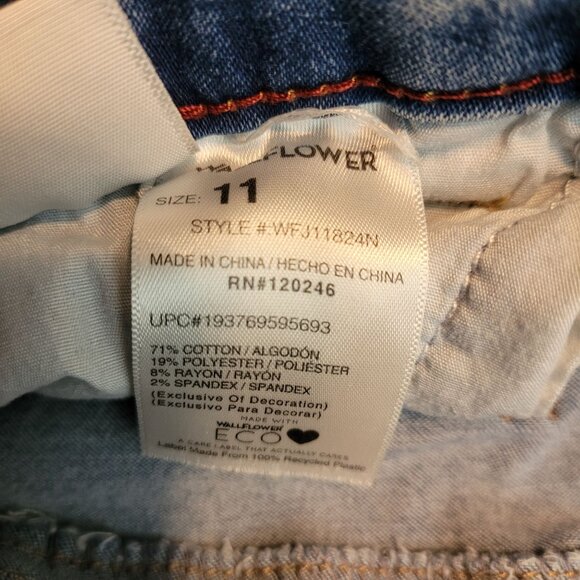 WALLFLOWER
SIZE: 11
STYLE #:WFJ11824N
MADE IN CHINA / HECHO EN CHINA
RN#120246
UPC#193769595693
71% COTTON / ALGODÓN
19% POLYESTER / POLIÉSTER
8% RAYON / RAYÓN
2% SPANDEX / SPANDEX
(Exclusive Of Decoration)
(Exclusivo Para Decorar)
MADE WITH
WALLFLOWER
ECO
A CARE LABEL THAT ACTUALLY CARES
Label Made From 100% Recycled Plastic